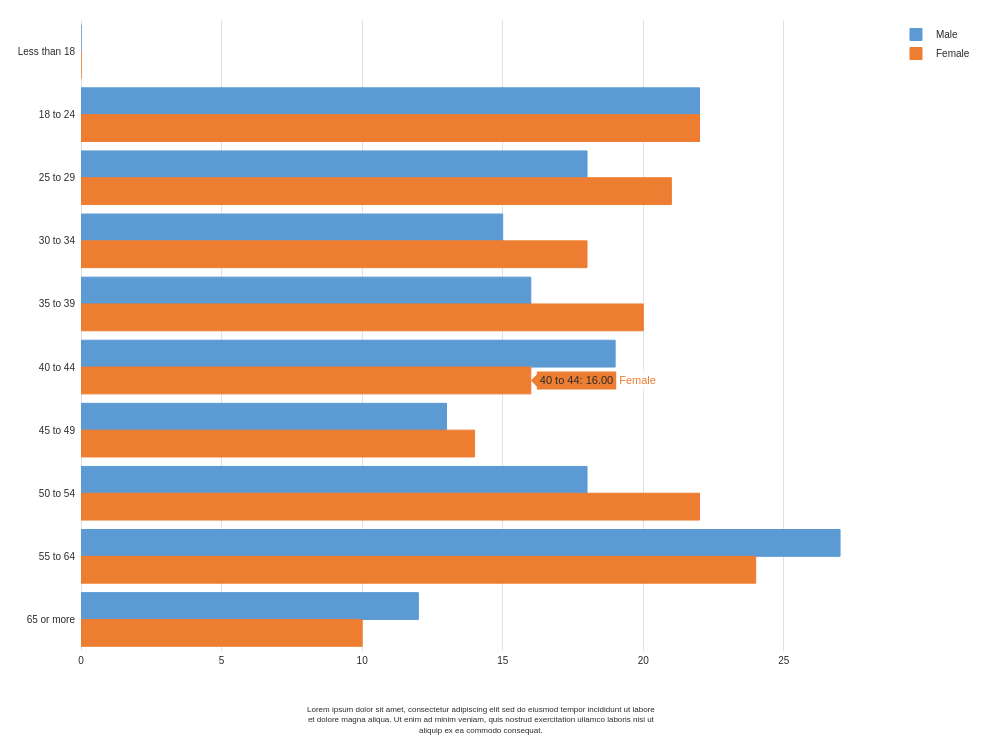 Male
Female
Less than 18
18 to 24
25 to 29
30 to 34
35 to 39
40 to 44
40 to 44: 16.00 Female
45 to 49
50 to 54
55 to 64
65 or more
0 5 10 15 20 25
Lorem ipsum dolor sit amet, consectetur adipiscing elit sed do eiusmod tempor incididunt ut labore
et dolore magna aliqua. Ut enim ad minim veniam, quis nostrud exercitation ullamco laboris nisi ut
aliquip ex ea commodo consequat.